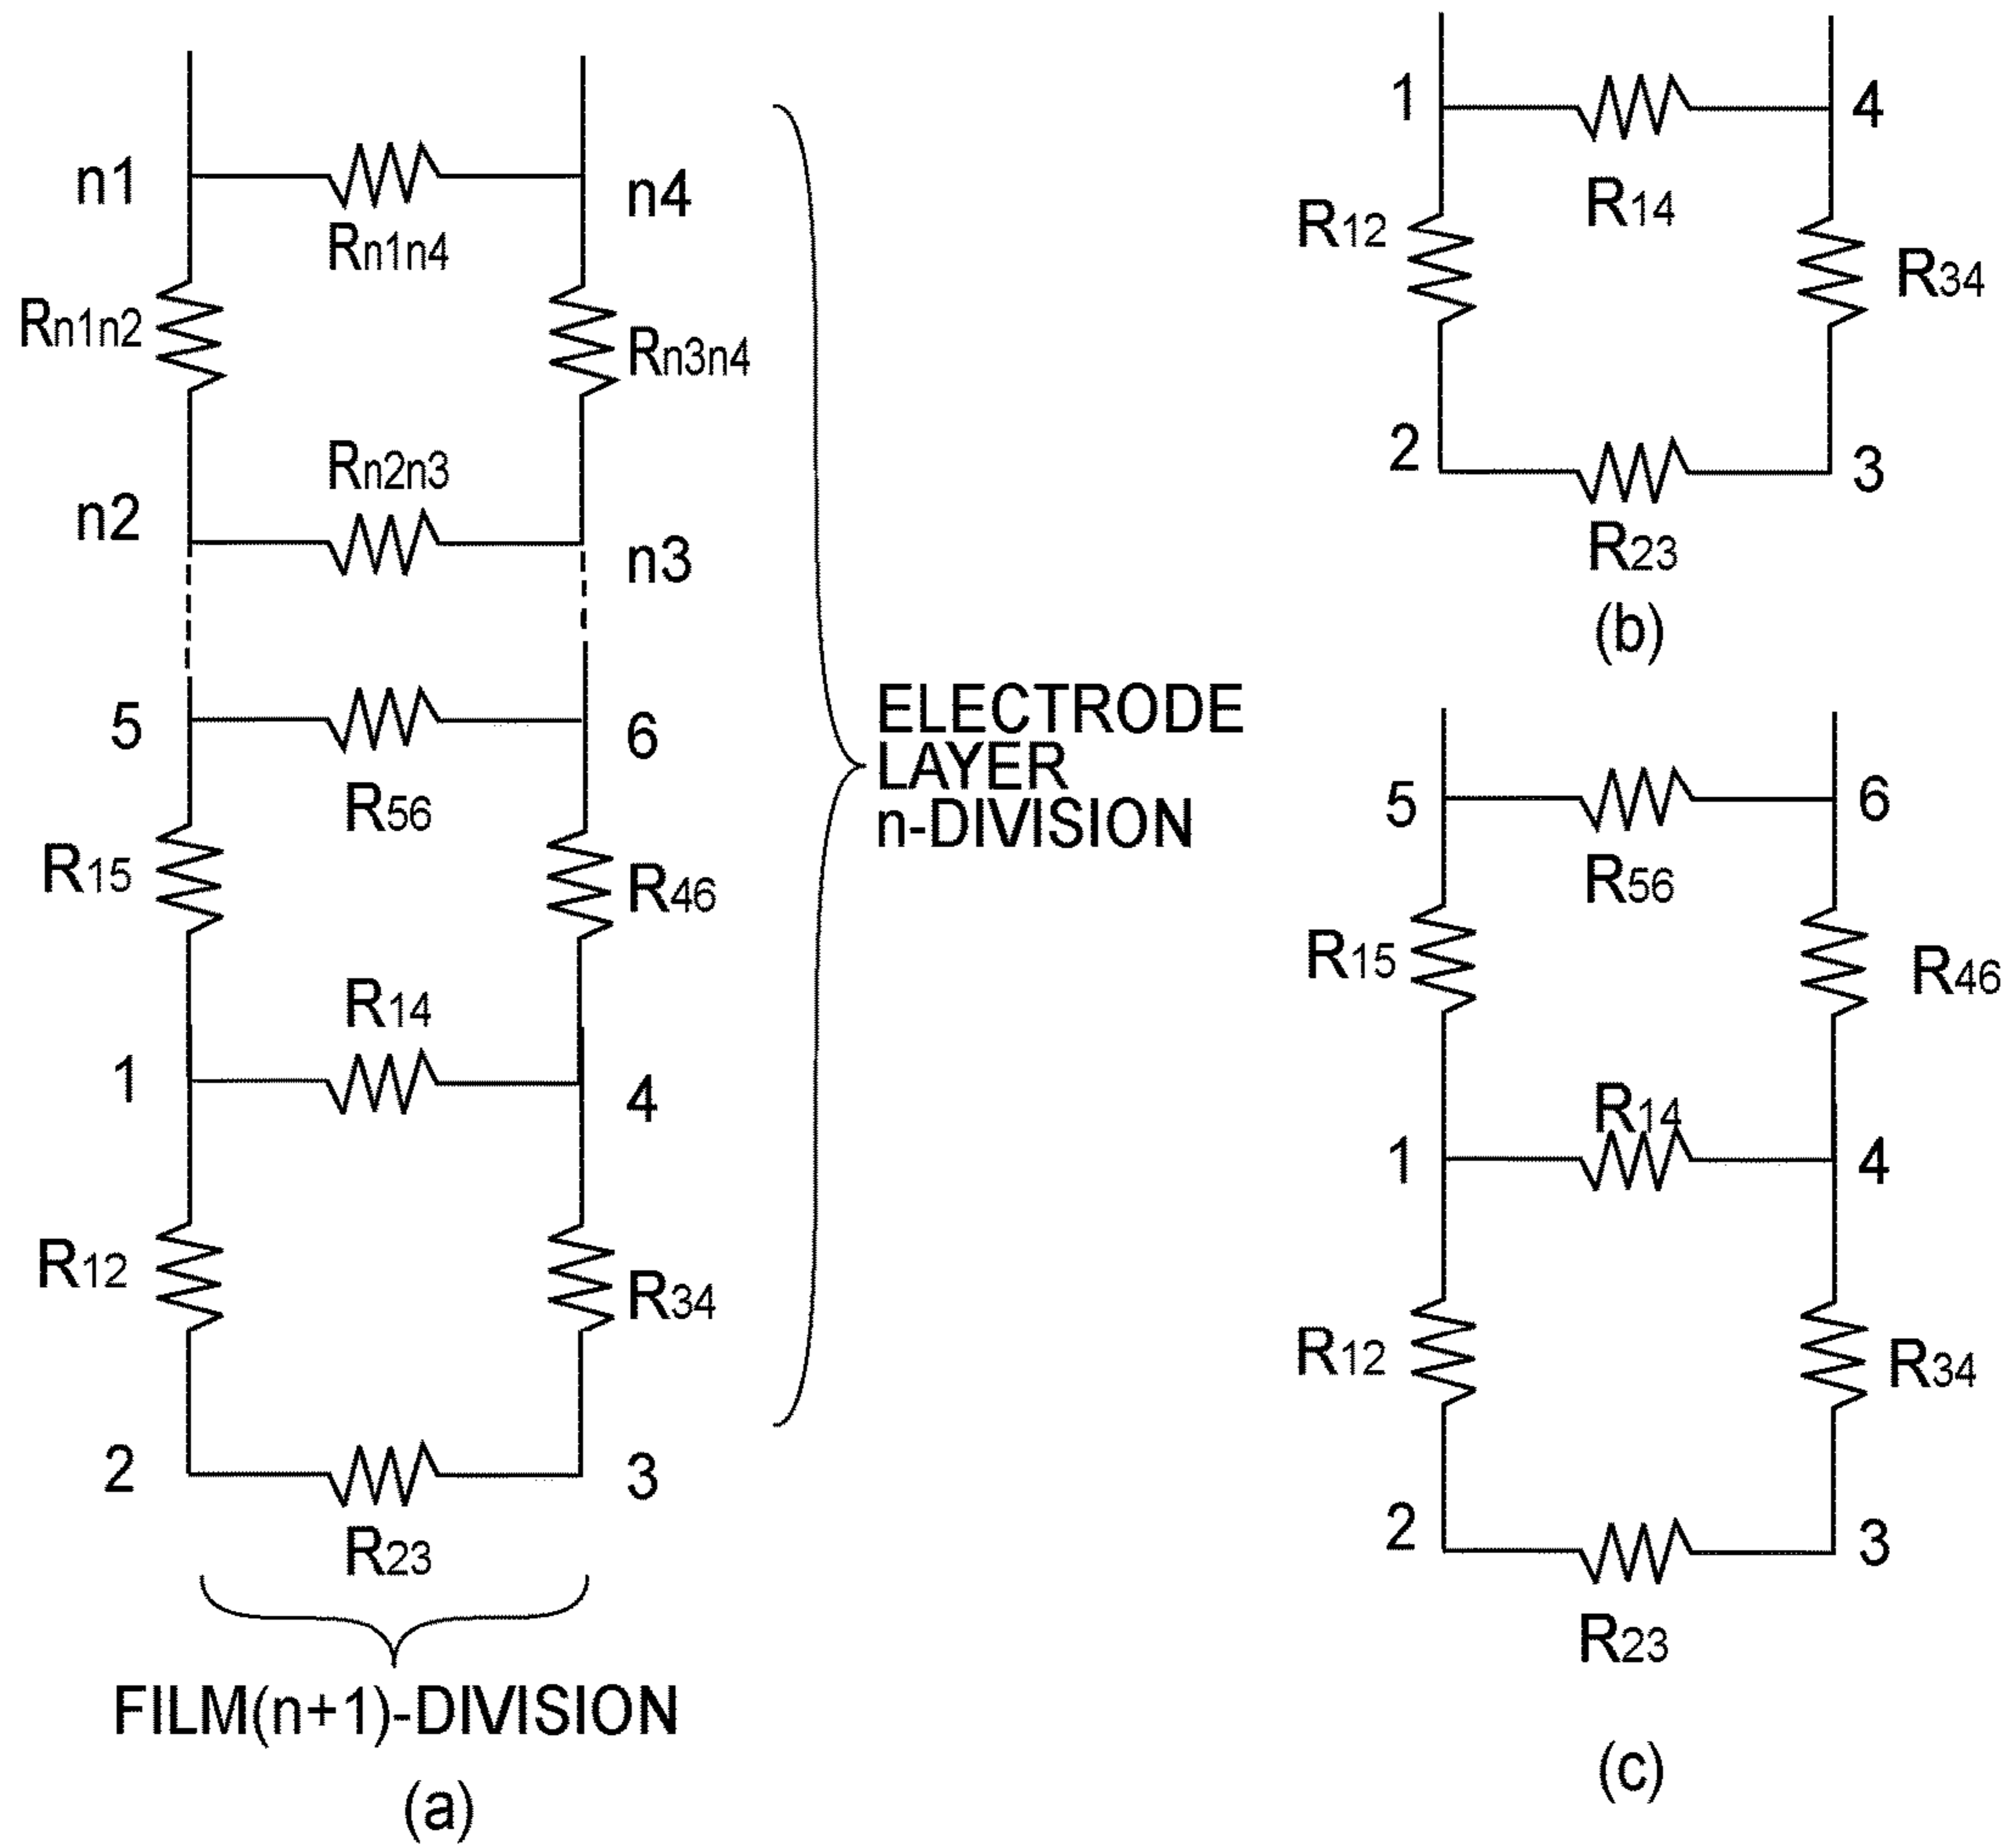 n1
n4
Rn1n4
Rn1n2
Rn3n4
Rn2n3
n2
n3
5
6
R56
R15
R46
R14
1
4
R12
R34
2
3
R23
ELECTRODE
LAYER
n-DIVISION
FILM(n+1)-DIVISION
(a)
1
4
R14
R12
R34
2
3
R23
(b)
5
6
R56
R15
R46
R14
1
4
R12
R34
2
3
R23
(c)